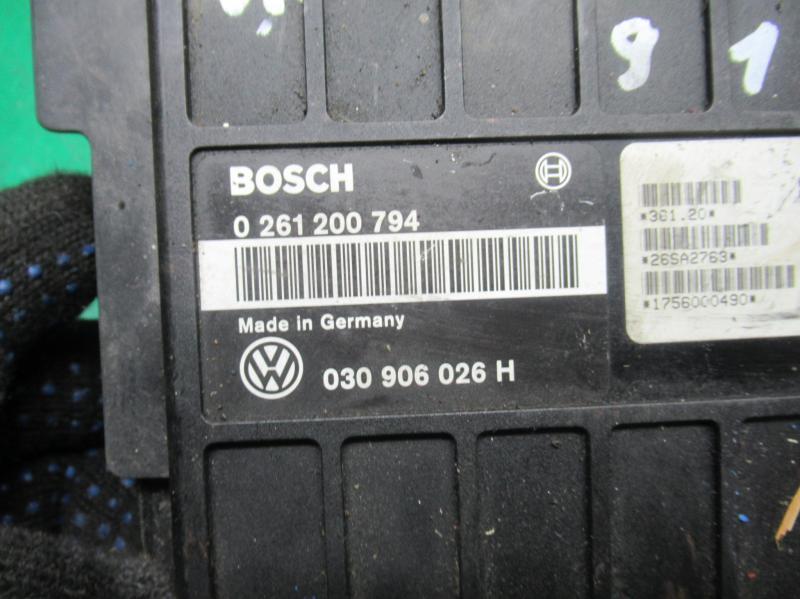 9 1
BOSCH
0 261 200 794
Made in Germany
030 906 026 H
*361.20*
*26SA2763*
*1756000490*